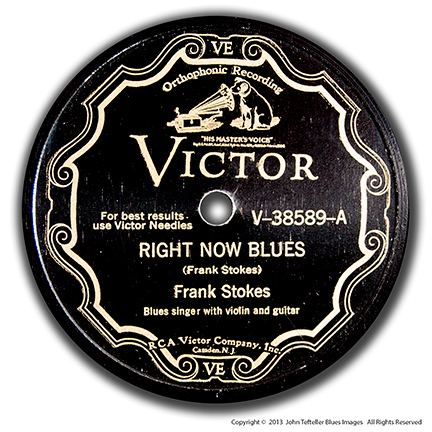 VE
Orthophonic Recording
"HIS MASTER'S VOICE"
VICTOR
For best results -
use Victor Needles
V-38589-A
RIGHT NOW BLUES
(Frank Stokes)
Frank Stokes
Blues singer with violin and guitar
RCA Victor Company, Inc.
Camden, N. J.
VE
Copyright © 2013 John Tefteller Blues Images All Rights Reserved